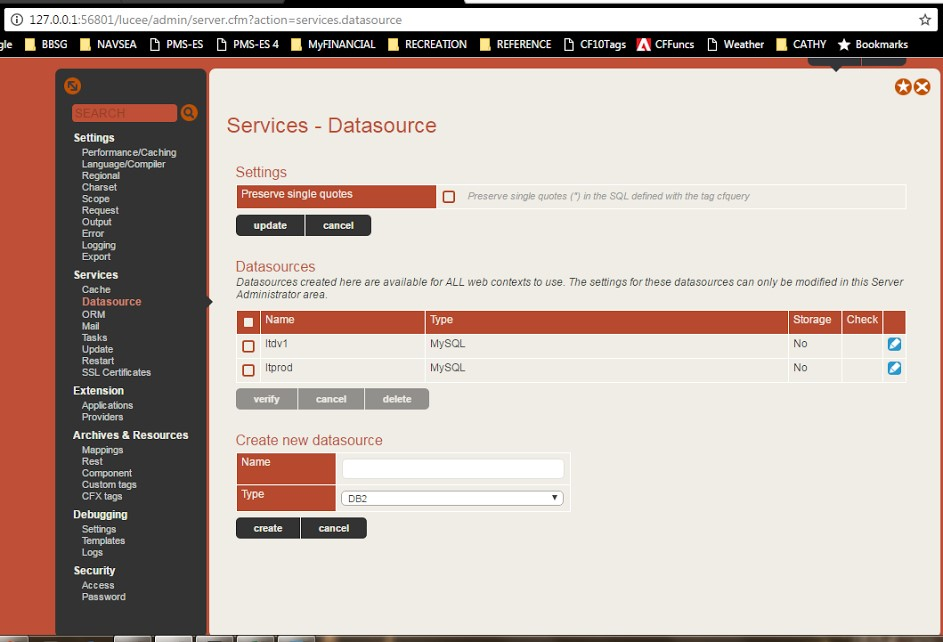 127.0.0.1:56801/lucee/admin/server.cfm?action=services.datasource
gle BBSG NAVSEA PMS-ES PMS-ES 4 MyFINANCIAL RECREATION REFERENCE CF10Tags CFFuncs Weather CATHY Bookmarks
SEARCH
Settings
Performance/Caching
Language/Compiler
Regional
Charset
Scope
Request
Output
Error
Logging
Export
Services
Cache
Datasource
ORM
Mail
Tasks
Update
Restart
SSL Certificates
Extension
Applications
Providers
Archives & Resources
Mappings
Rest
Component
Custom tags
CFX tags
Debugging
Settings
Templates
Logs
Security
Access
Password
Services - Datasource
Settings
Preserve single quotes Preserve single quotes (") in the SQL defined with the tag cfquery
update cancel
Datasources
Datasources created here are available for ALL web contexts to use. The settings for these datasources can only be modified in this Server
Administrator area.
Name Type Storage Check
ltdv1 MySQL No
ltprod MySQL No
verify cancel delete
Create new datasource
Name
Type DB2
create cancel